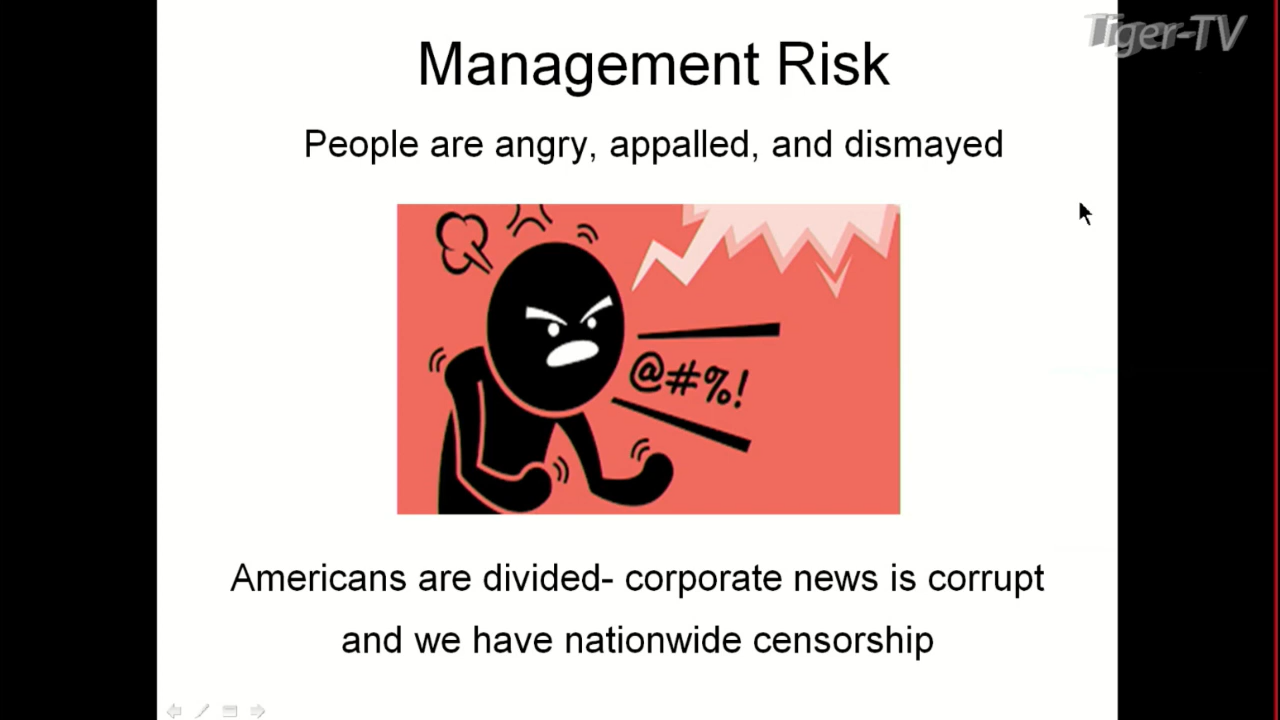 Tiger-TV
Management Risk
People are angry, appalled, and dismayed
@#%!
Americans are divided- corporate news is corrupt
and we have nationwide censorship